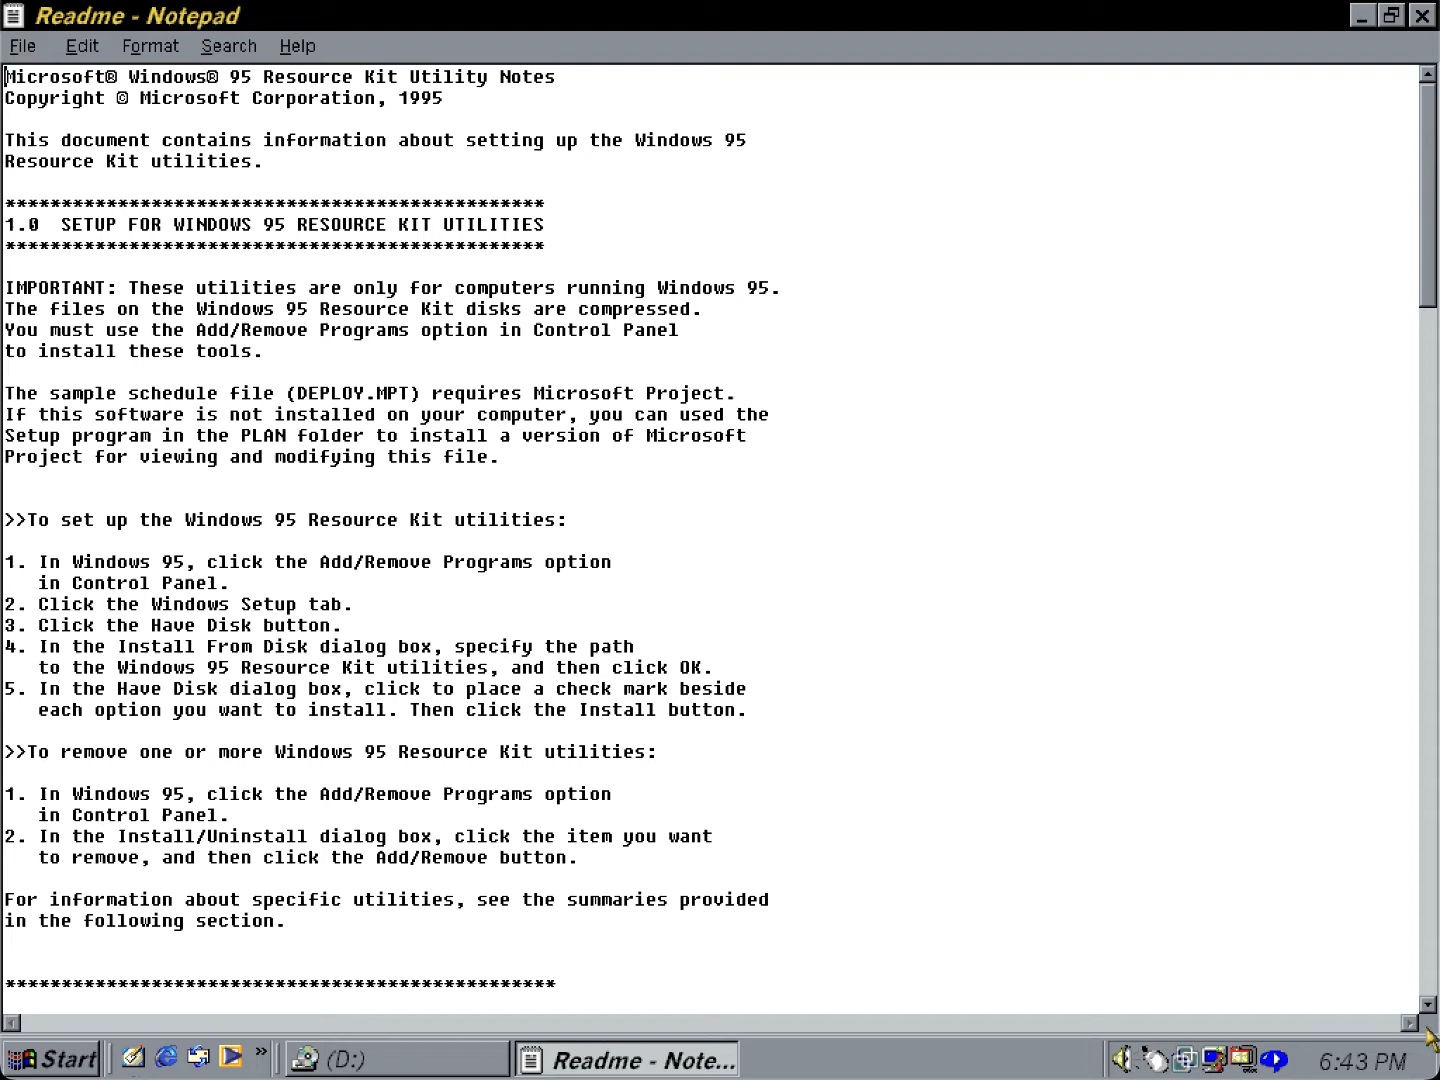 Readme - Notepad
File Edit Format Search Help
Microsoft® Windows® 95 Resource Kit Utility Notes
Copyright © Microsoft Corporation, 1995
This document contains information about setting up the Windows 95
Resource Kit utilities.
************************************************
1.0  SETUP FOR WINDOWS 95 RESOURCE KIT UTILITIES
************************************************
IMPORTANT: These utilities are only for computers running Windows 95.
The files on the Windows 95 Resource Kit disks are compressed.
You must use the Add/Remove Programs option in Control Panel
to install these tools.
The sample schedule file (DEPLOY.MPT) requires Microsoft Project.
If this software is not installed on your computer, you can used the
Setup program in the PLAN folder to install a version of Microsoft
Project for viewing and modifying this file.
>>To set up the Windows 95 Resource Kit utilities:
1. In Windows 95, click the Add/Remove Programs option
in Control Panel.
2. Click the Windows Setup tab.
3. Click the Have Disk button.
4. In the Install From Disk dialog box, specify the path
to the Windows 95 Resource Kit utilities, and then click OK.
5. In the Have Disk dialog box, click to place a check mark beside
each option you want to install. Then click the Install button.
>>To remove one or more Windows 95 Resource Kit utilities:
1. In Windows 95, click the Add/Remove Programs option
in Control Panel.
2. In the Install/Uninstall dialog box, click the item you want
to remove, and then click the Add/Remove button.
For information about specific utilities, see the summaries provided
in the following section.
*************************************************
Start » (D:) Readme - Note... 6:43 PM